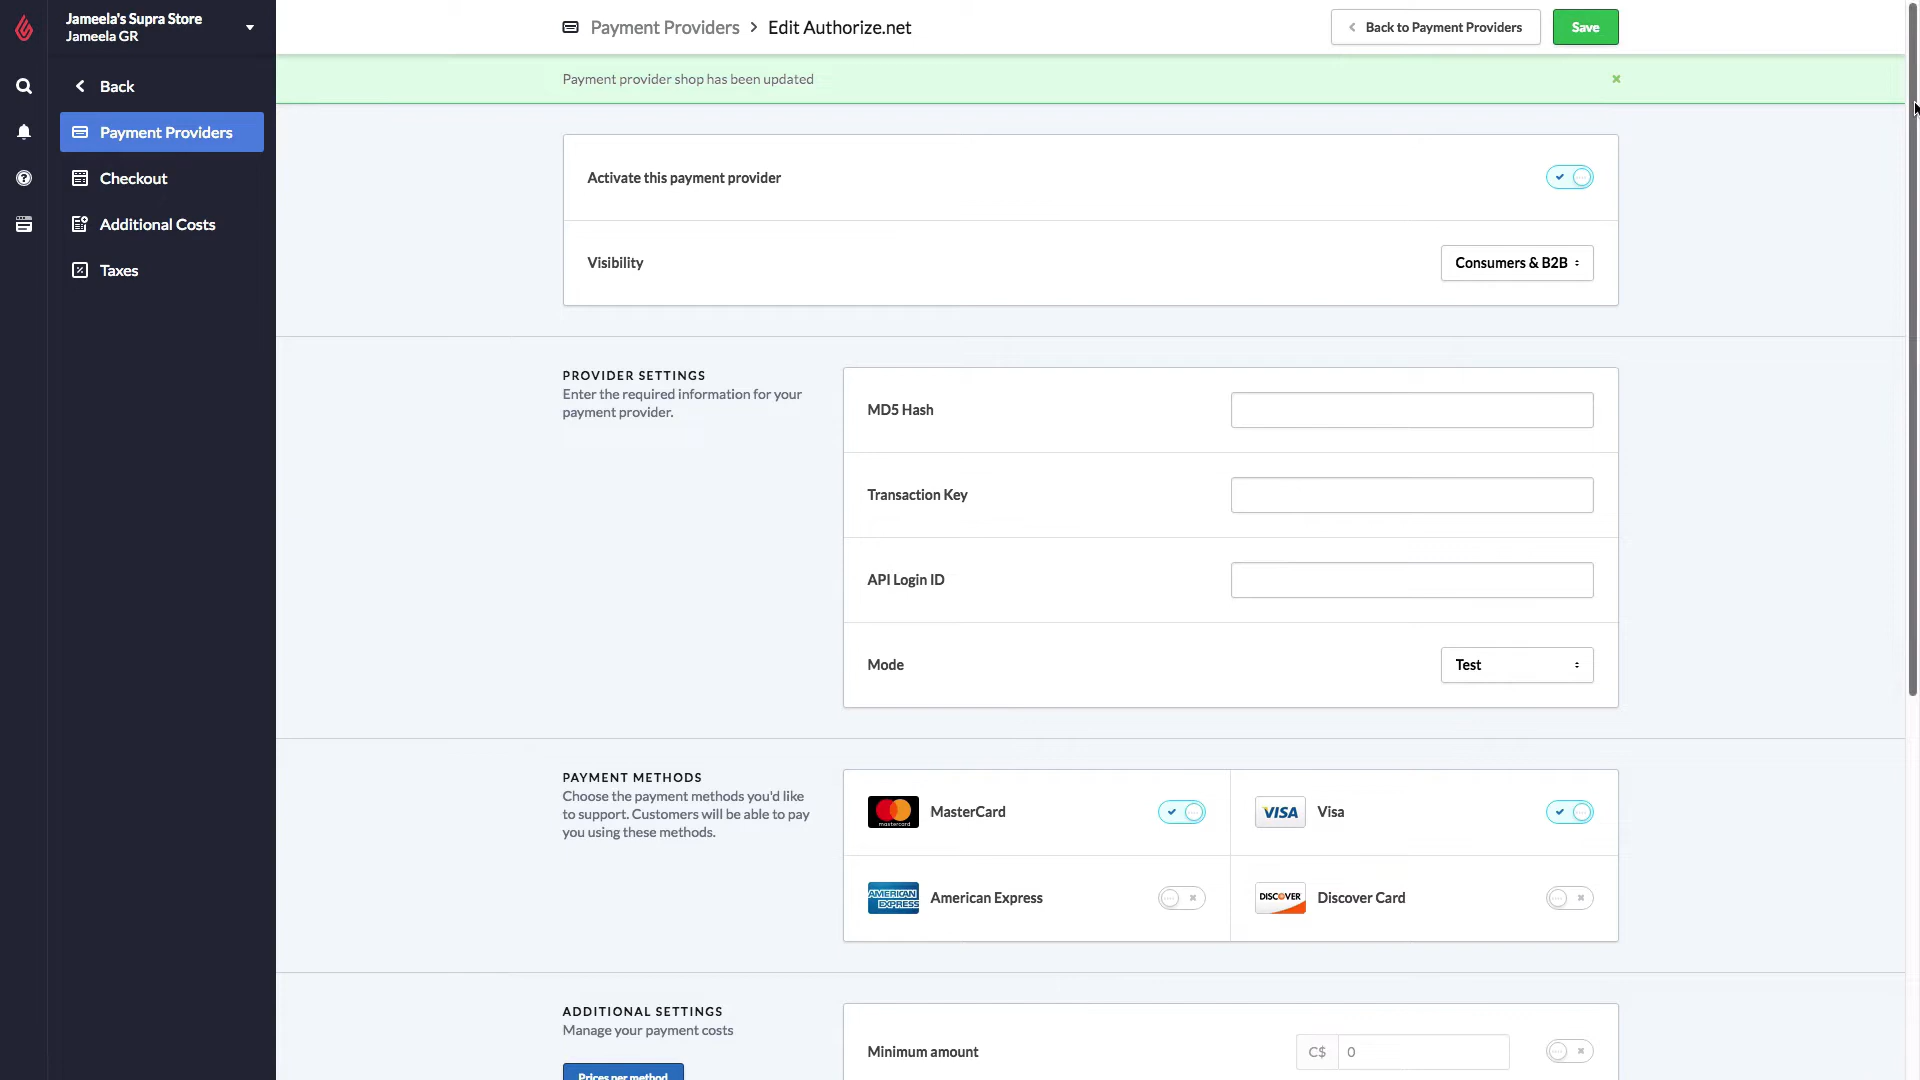 Jameela's Supra Store
Jameela GR
Payment Providers > Edit Authorize.net
Back to Payment Providers
Save
Payment provider shop has been updated
Back
Payment Providers
Checkout
Additional Costs
Taxes
Activate this payment provider
Visibility
Consumers & B2B
PROVIDER SETTINGS
Enter the required information for your
payment provider.
MD5 Hash
Transaction Key
API Login ID
Mode
Test
PAYMENT METHODS
Choose the payment methods you'd like
to support. Customers will be able to pay
you using these methods.
mastercard
MasterCard
VISA
Visa
AMERICAN
EXPRESS
American Express
DISCOVER
Discover Card
ADDITIONAL SETTINGS
Manage your payment costs
Prices per method
Minimum amount
C$
0